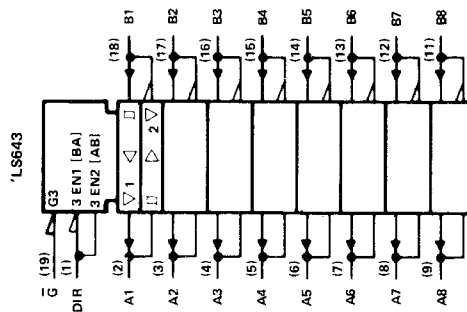 'LS643
G̅ (19) G3
DIR (1) 3 EN1 [BA]
3 EN2 [AB]
A1 (2) ▽ 1 ◁ (18) B1
▷ 2 ▽
A2 (3) (17) B2
A3 (4) (16) B3
A4 (5) (15) B4
A5 (6) (14) B5
A6 (7) (13) B6
A7 (8) (12) B7
A8 (9) (11) B8